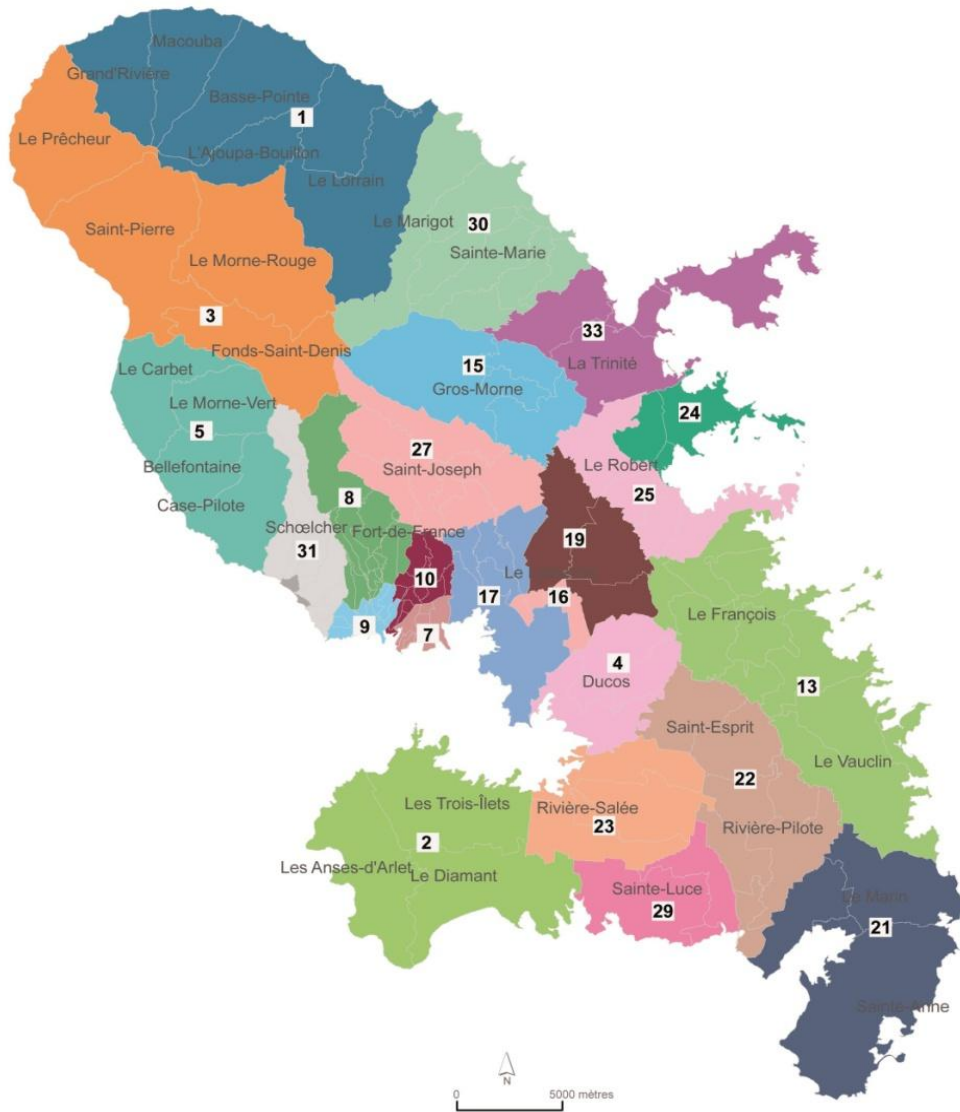 Macouba
Grand'Rivière
Basse-Pointe
1
Le Prêcheur
L'Ajoupa-Bouillon
Le Lorrain
Le Marigot
30
Saint-Pierre
Sainte-Marie
Le Morne-Rouge
3
33
Fonds-Saint-Denis
15
La Trinité
Le Carbet
Gros-Morne
Le Morne-Vert
24
5
27
Bellefontaine
Saint-Joseph
Le Robert
8
25
Case-Pilote
Schœlcher
Fort-de-France
19
31
10
Le
17
16
9
7
Le François
4
Ducos
13
Saint-Esprit
Le Vauclin
22
Les Trois-Îlets
Rivière-Salée
23
Rivière-Pilote
2
Les Anses-d'Arlet
Le Diamant
Sainte-Luce
29
Le Marin
21
Sainte-Anne
N
0 5000 mètres